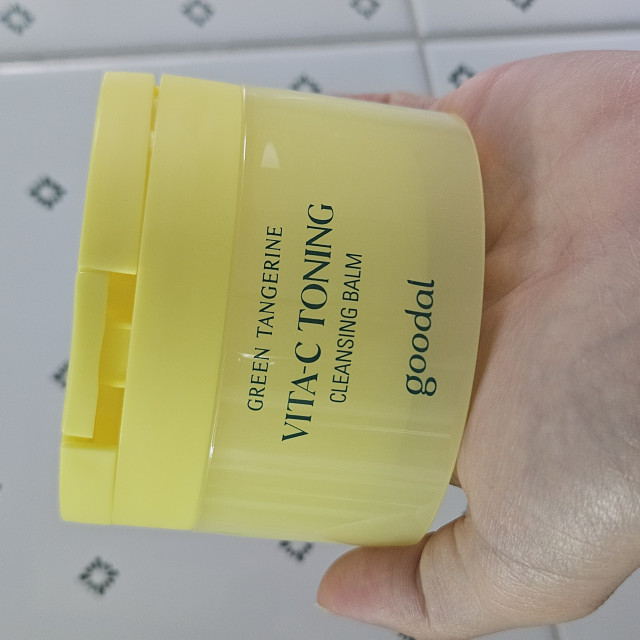 GREEN TANGERINE
VITA-C TONING
CLEANSING BALM
goodal